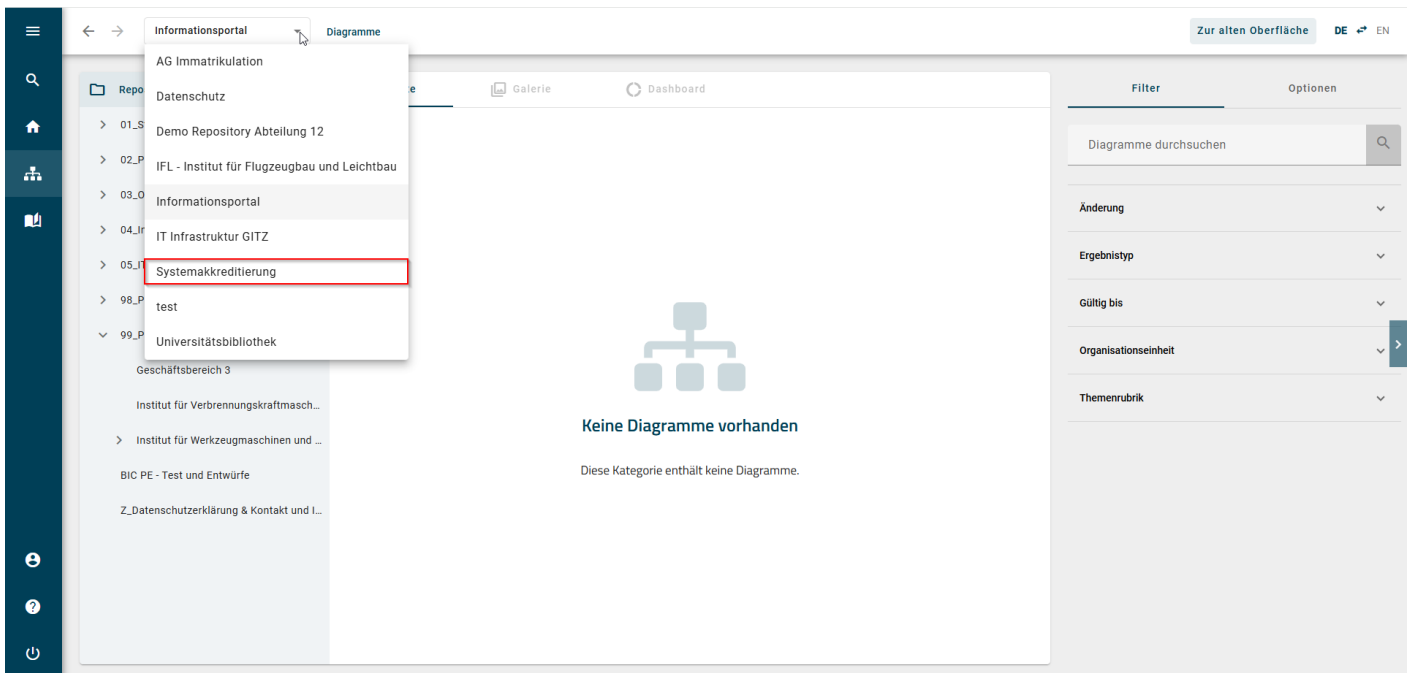 Informationsportal
Diagramme
Zur alten Oberfläche
DE
EN
AG Immatrikulation
Datenschutz
Demo Repository Abteilung 12
IFL - Institut für Flugzeugbau und Leichtbau
Informationsportal
IT Infrastruktur GITZ
Systemakkreditierung
test
Universitätsbibliothek
Galerie
Dashboard
Geschäftsbereich 3
Institut für Verbrennungskraftmasch...
Institut für Werkzeugmaschinen und ...
BIC PE - Test und Entwürfe
Z_Datenschutzerklärung & Kontakt und I...
Keine Diagramme vorhanden
Diese Kategorie enthält keine Diagramme.
Filter
Optionen
Diagramme durchsuchen
Änderung
Ergebnistyp
Gültig bis
Organisationseinheit
Themenrubrik